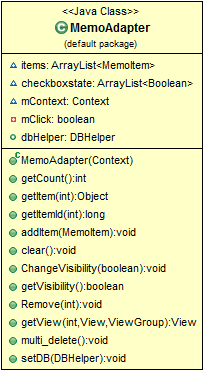 <<Java Class>>
MemoAdapter
(default package)
items: ArrayList<MemoItem>
checkboxstate: ArrayList<Boolean>
mContext: Context
mClick: boolean
dbHelper: DBHelper
MemoAdapter(Context)
getCount():int
getItem(int):Object
getItemId(int):long
addItem(MemoItem):void
clear():void
ChangeVisibility(boolean):void
getVisibility():boolean
Remove(int):void
getView(int,View,ViewGroup):View
multi_delete():void
setDB(DBHelper):void